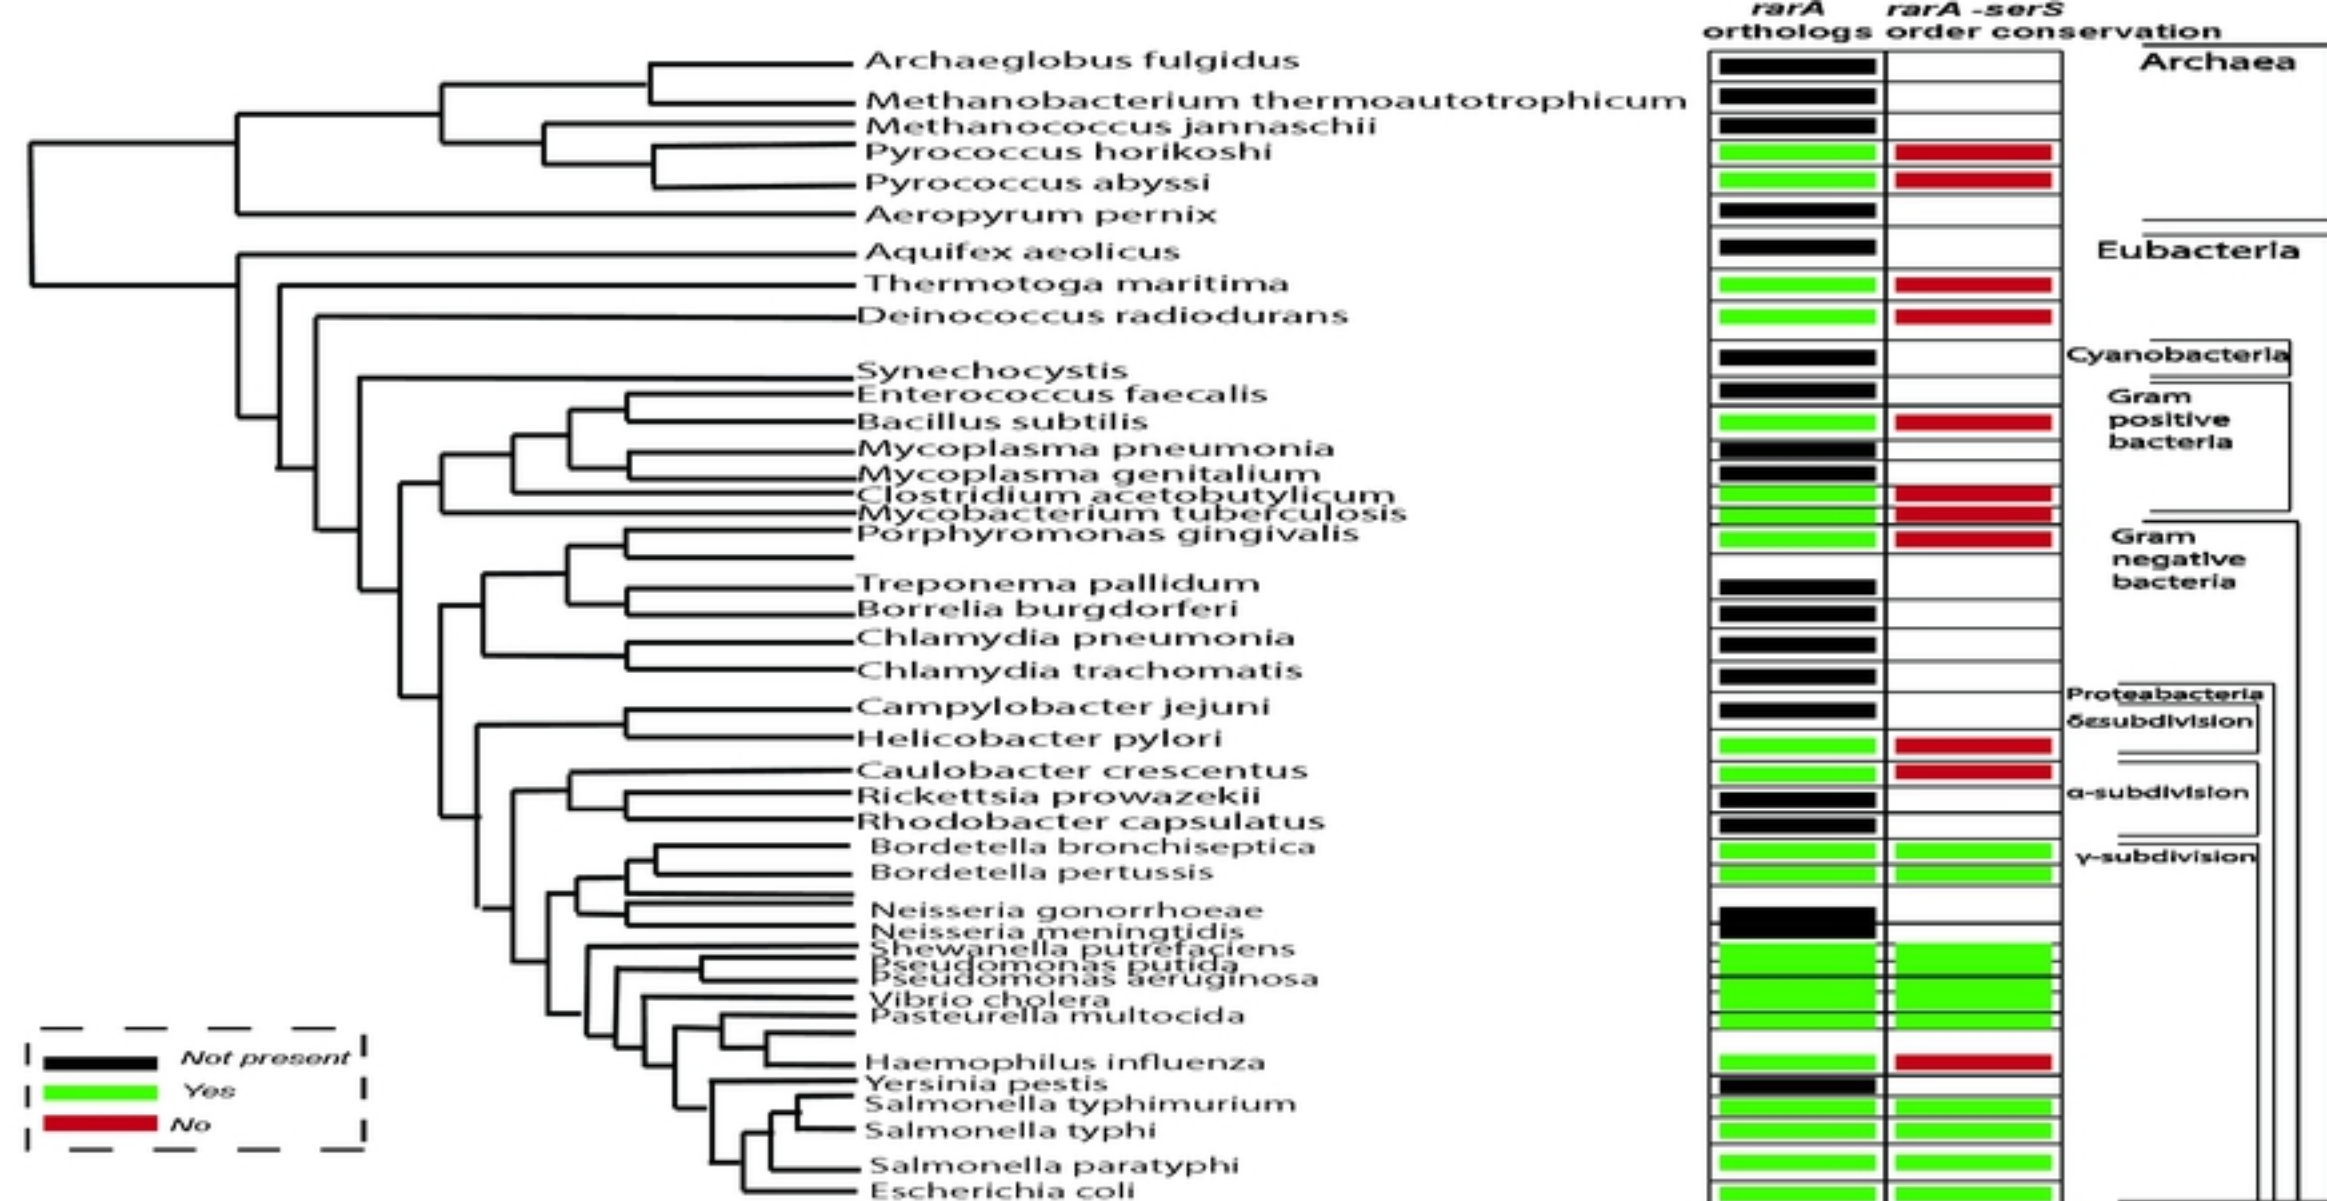 rarA rarA -serS
orthologs order conservation
Archaeglobus fulgidus
Archaea
Methanobacterium thermoautotrophicum
Methanococcus jannaschii
Pyrococcus horikoshi
Pyrococcus abyssi
Aeropyrum pernix
Aquifex aeolicus
Eubacteria
Thermotoga maritima
Deinococcus radiodurans
Cyanobacteria
Synechocystis
Enterococcus faecalis
Gram
positive
bacteria
Bacillus subtilis
Mycoplasma pneumonia
Mycoplasma genitalium
Clostridium acetobutylicum
Mycobacterium tuberculosis
Porphyromonas gingivalis
Gram
negative
bacteria
Treponema pallidum
Borrelia burgdorferi
Chlamydia pneumonia
Chlamydia trachomatis
Proteabacteria
Campylobacter jejuni
δεsubdivision
Helicobacter pylori
Caulobacter crescentus
Rickettsia prowazekii
α-subdivision
Rhodobacter capsulatus
Bordetella bronchiseptica
γ-subdivision
Bordetella pertussis
Neisseria gonorrhoeae
Neisseria meningtidis
Shewanella putrefaciens
Pseudomonas putida
Pseudomonas aeruginosa
Vibrio cholera
Pasteurella multocida
Haemophilus influenza
Yersinia pestis
Salmonella typhimurium
Salmonella typhi
Salmonella paratyphi
Escherichia coli
Not present
Yes
No